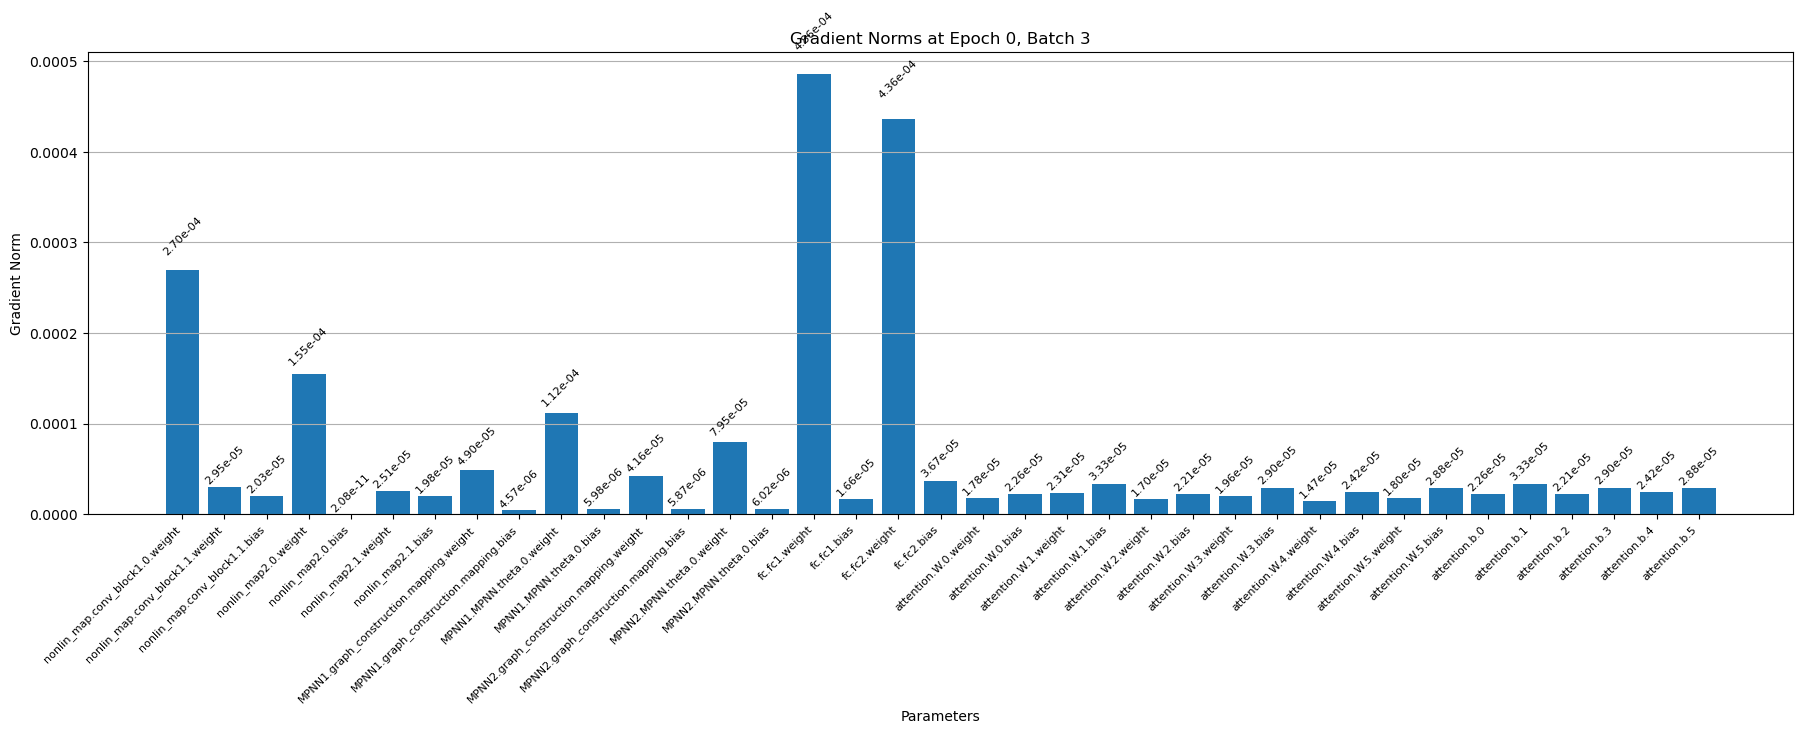 Gradient Norms at Epoch 0, Batch 3
Gradient Norm
0.0005
0.0004
0.0003
0.0002
0.0001
0.0000
2.70e-04
2.95e-05
2.03e-05
1.55e-04
2.08e-11
2.51e-05
1.98e-05
4.90e-05
4.57e-06
1.12e-04
5.98e-06
4.16e-05
5.87e-06
7.95e-05
6.02e-06
1.66e-05
4.36e-04
3.67e-05
1.78e-05
2.26e-05
2.31e-05
3.33e-05
1.70e-05
2.21e-05
1.96e-05
2.90e-05
1.47e-05
2.42e-05
1.80e-05
2.88e-05
2.26e-05
3.33e-05
2.21e-05
2.90e-05
2.42e-05
2.88e-05
nonlin_map.conv_block1.0.weight
nonlin_map.conv_block1.1.weight
nonlin_map.conv_block1.1.bias
nonlin_map2.0.weight
nonlin_map2.0.bias
nonlin_map2.1.weight
nonlin_map2.1.bias
MPNN1.graph_construction.mapping.weight
MPNN1.graph_construction.mapping.bias
MPNN1.MPNN.theta.0.weight
MPNN1.MPNN.theta.0.bias
MPNN2.graph_construction.mapping.weight
MPNN2.graph_construction.mapping.bias
MPNN2.MPNN.theta.0.weight
MPNN2.MPNN.theta.0.bias
fc.fc1.weight
fc.fc1.bias
fc.fc2.weight
fc.fc2.bias
attention.W.0.weight
attention.W.0.bias
attention.W.1.weight
attention.W.1.bias
attention.W.2.weight
attention.W.2.bias
attention.W.3.weight
attention.W.3.bias
attention.W.4.weight
attention.W.4.bias
attention.W.5.weight
attention.W.5.bias
attention.b.0
attention.b.1
attention.b.2
attention.b.3
attention.b.4
attention.b.5
Parameters